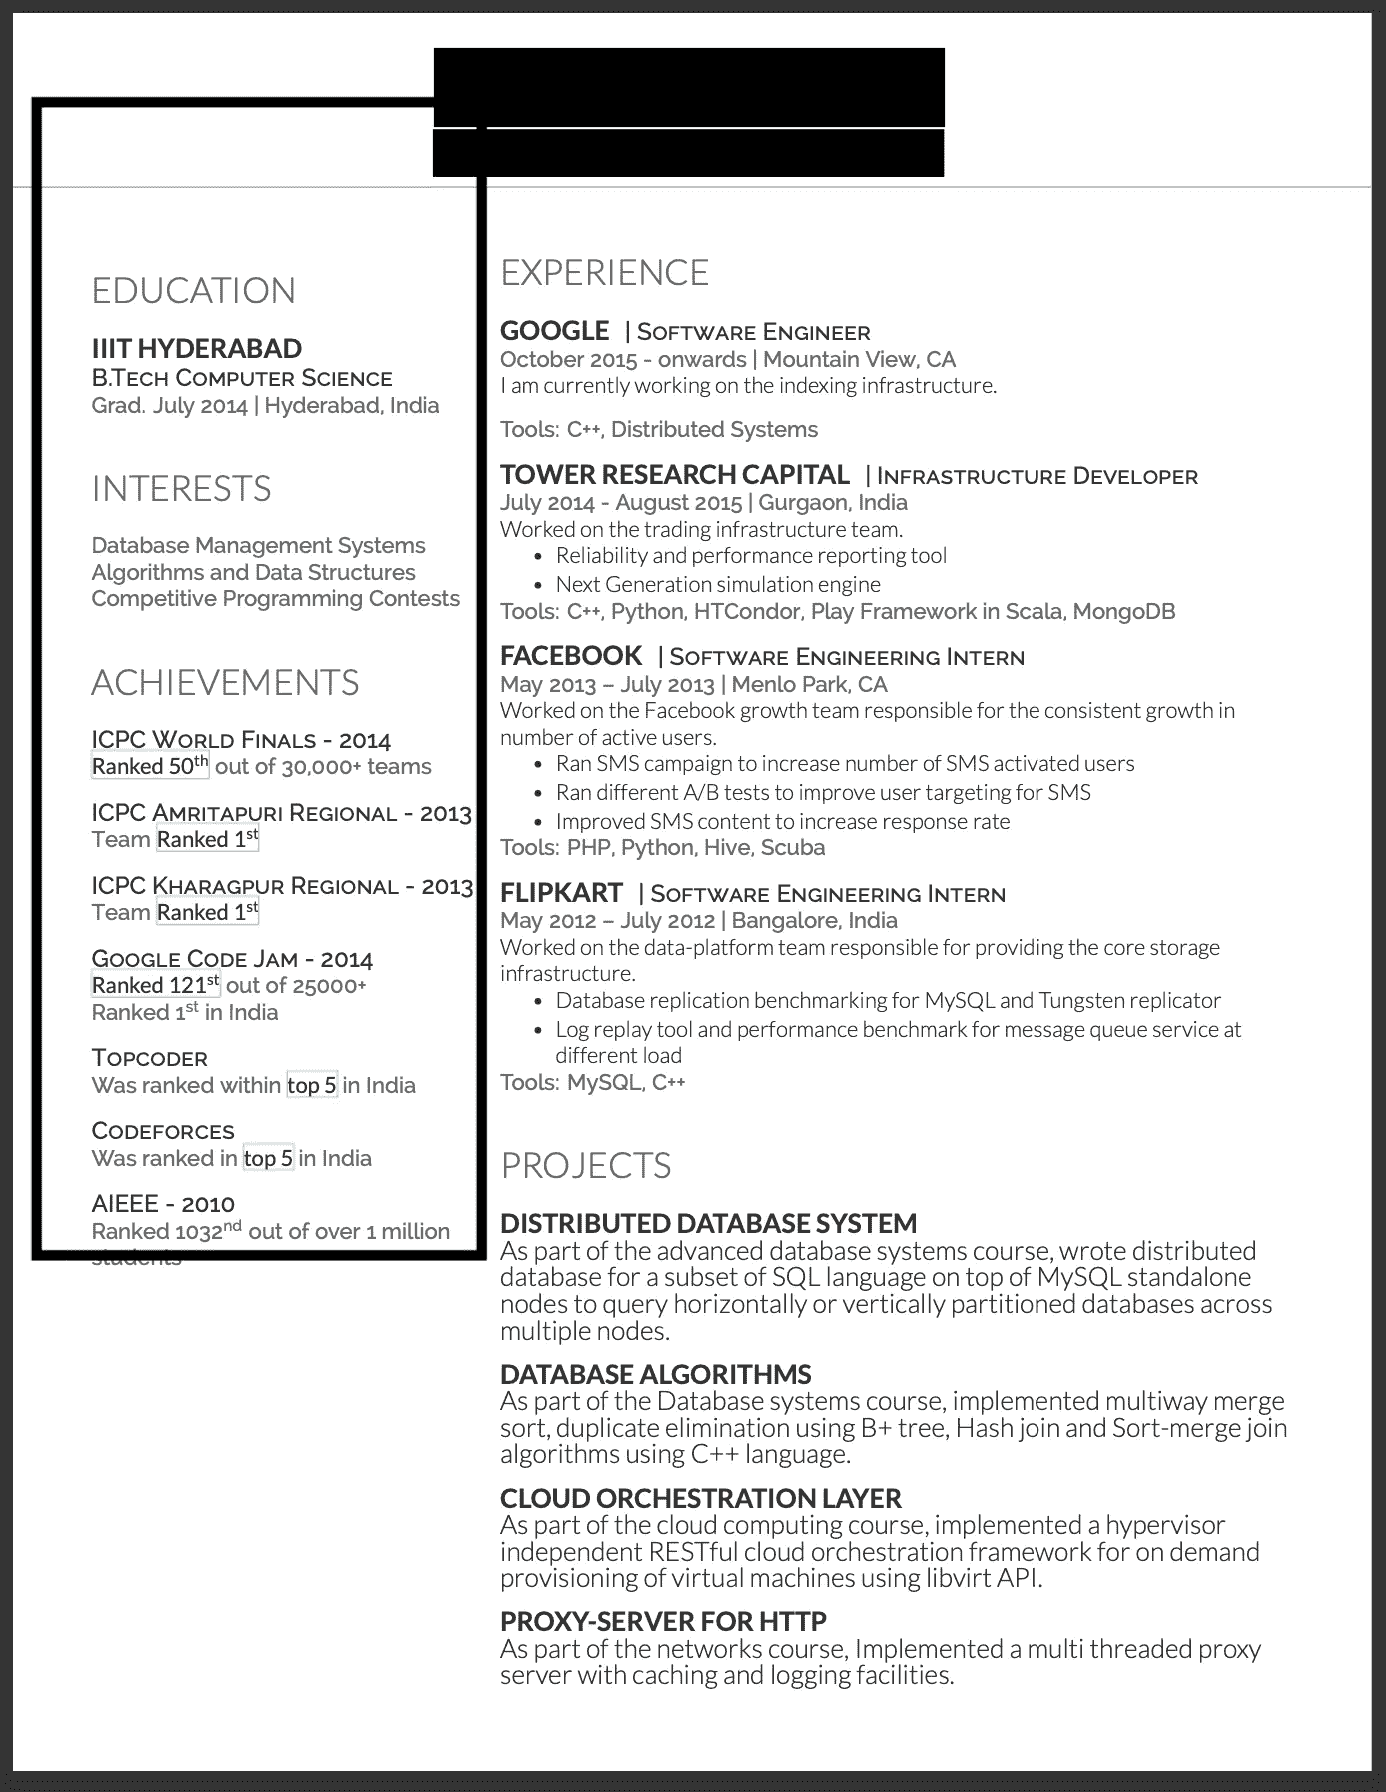 EDUCATION
IIIT HYDERABAD
B.Tech Computer Science
Grad. July 2014 | Hyderabad, India
INTERESTS
Database Management Systems
Algorithms and Data Structures
Competitive Programming Contests
ACHIEVEMENTS
ICPC World Finals - 2014
Ranked 50th out of 30,000+ teams
ICPC Amritapuri Regional - 2013
Team Ranked 1st
ICPC Kharagpur Regional - 2013
Team Ranked 1st
Google Code Jam - 2014
Ranked 121st out of 25000+
Ranked 1st in India
Topcoder
Was ranked within top 5 in India
Codeforces
Was ranked in top 5 in India
AIEEE - 2010
Ranked 1032nd out of over 1 million
students
EXPERIENCE
GOOGLE | Software Engineer
October 2015 - onwards | Mountain View, CA
I am currently working on the indexing infrastructure.
Tools: C++, Distributed Systems
TOWER RESEARCH CAPITAL | Infrastructure Developer
July 2014 - August 2015 | Gurgaon, India
Worked on the trading infrastructure team.
• Reliability and performance reporting tool
• Next Generation simulation engine
Tools: C++, Python, HTCondor, Play Framework in Scala, MongoDB
FACEBOOK | Software Engineering Intern
May 2013 – July 2013 | Menlo Park, CA
Worked on the Facebook growth team responsible for the consistent growth in
number of active users.
• Ran SMS campaign to increase number of SMS activated users
• Ran different A/B tests to improve user targeting for SMS
• Improved SMS content to increase response rate
Tools: PHP, Python, Hive, Scuba
FLIPKART | Software Engineering Intern
May 2012 – July 2012 | Bangalore, India
Worked on the data-platform team responsible for providing the core storage
infrastructure.
• Database replication benchmarking for MySQL and Tungsten replicator
• Log replay tool and performance benchmark for message queue service at
different load
Tools: MySQL, C++
PROJECTS
DISTRIBUTED DATABASE SYSTEM
As part of the advanced database systems course, wrote distributed
database for a subset of SQL language on top of MySQL standalone
nodes to query horizontally or vertically partitioned databases across
multiple nodes.
DATABASE ALGORITHMS
As part of the Database systems course, implemented multiway merge
sort, duplicate elimination using B+ tree, Hash join and Sort-merge join
algorithms using C++ language.
CLOUD ORCHESTRATION LAYER
As part of the cloud computing course, implemented a hypervisor
independent RESTful cloud orchestration framework for on demand
provisioning of virtual machines using libvirt API.
PROXY-SERVER FOR HTTP
As part of the networks course, Implemented a multi threaded proxy
server with caching and logging facilities.